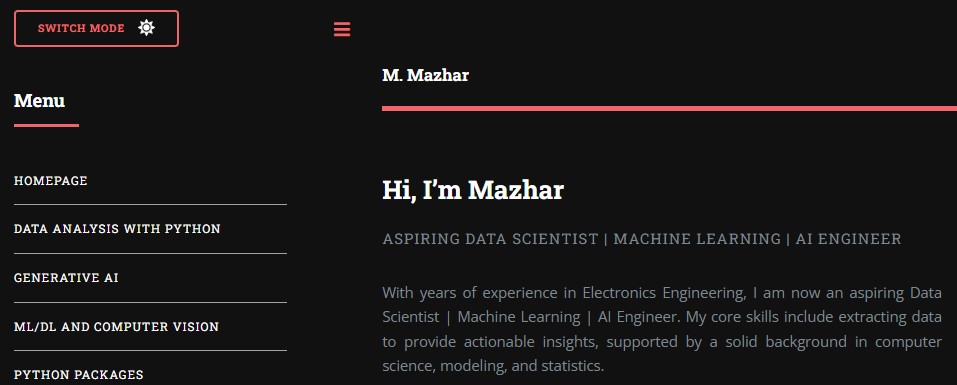 SWITCH MODE
Menu
HOMEPAGE
DATA ANALYSIS WITH PYTHON
GENERATIVE AI
ML/DL AND COMPUTER VISION
PYTHON PACKAGES
M. Mazhar
Hi, I’m Mazhar
ASPIRING DATA SCIENTIST | MACHINE LEARNING | AI ENGINEER
With years of experience in Electronics Engineering, I am now an aspiring Data
Scientist | Machine Learning | AI Engineer. My core skills include extracting data
to provide actionable insights, supported by a solid background in computer
science, modeling, and statistics.